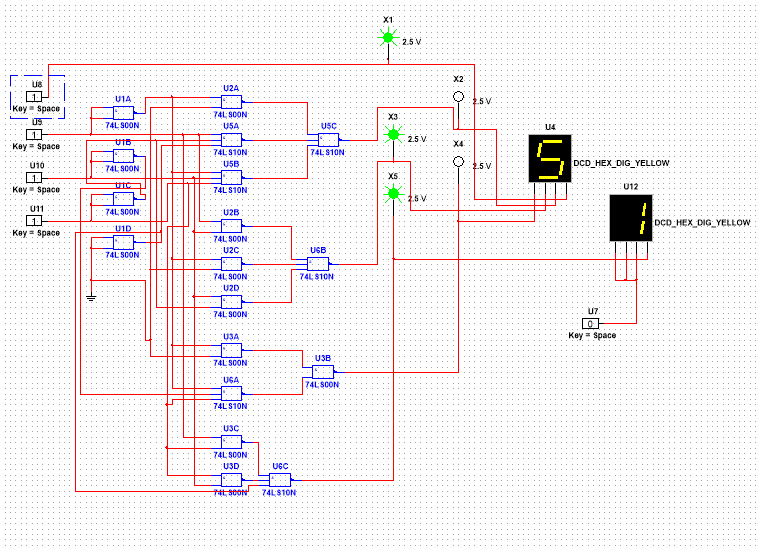 X1
2.5 V
X2
2.5 V
U8
1
Key = Space
U9
1
Key = Space
U10
1
Key = Space
U11
1
Key = Space
U1A
74LS00N
U1B
74LS00N
U1C
74LS00N
U1D
74LS00N
U2A
74LS00N
U5A
74LS10N
U5B
74LS10N
U5C
74LS10N
X3
2.5 V
X4
2.5 V
X5
2.5 V
U4
5
DCD_HEX_DIG_YELLOW
U12
1
DCD_HEX_DIG_YELLOW
U2B
74LS00N
U2C
74LS00N
U6B
74LS10N
U2D
74LS00N
U7
0
Key = Space
U3A
74LS00N
U3B
74LS00N
U6A
74LS10N
U3C
74LS00N
U3D
74LS00N
U6C
74LS10N